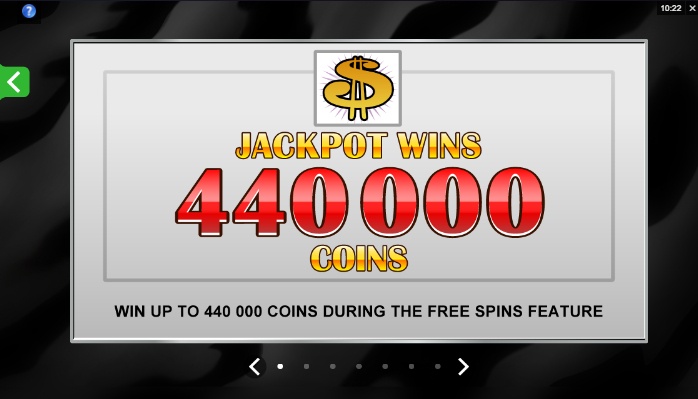 10:22
JACKPOT WINS
440 000
COINS
WIN UP TO 440 000 COINS DURING THE FREE SPINS FEATURE